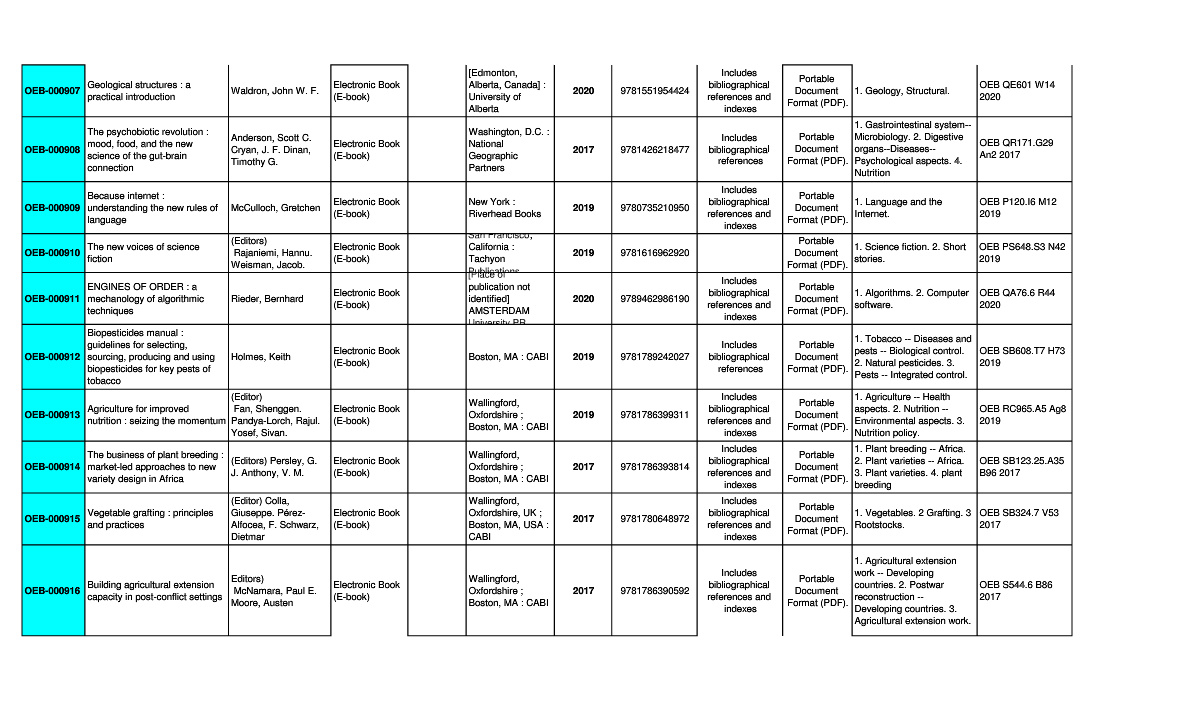 OEB-000907
Geological structures : a
practical introduction
Waldron, John W. F.
Electronic Book
(E-book)
[Edmonton,
Alberta, Canada] :
University of
Alberta
2020
9781551954424
Includes
bibliographical
references and
indexes
Portable
Document
Format (PDF).
1. Geology, Structural.
OEB QE601 W14
2020
OEB-000908
The psychobiotic revolution :
mood, food, and the new
science of the gut-brain
connection
Anderson, Scott C.
Cryan, J. F. Dinan,
Timothy G.
Electronic Book
(E-book)
Washington, D.C. :
National
Geographic
Partners
2017
9781426218477
Includes
bibliographical
references
Portable
Document
Format (PDF).
1. Gastrointestinal system--
Microbiology. 2. Digestive
organs--Diseases--
Psychological aspects. 4.
Nutrition
OEB QR171.G29
An2 2017
OEB-000909
Because internet :
understanding the new rules of
language
McCulloch, Gretchen
Electronic Book
(E-book)
New York :
Riverhead Books
2019
9780735210950
Includes
bibliographical
references and
indexes
Portable
Document
Format (PDF).
1. Language and the
Internet.
OEB P120.I6 M12
2019
OEB-000910
The new voices of science
fiction
(Editors)
Rajaniemi, Hannu.
Weisman, Jacob.
Electronic Book
(E-book)
San Francisco,
California :
Tachyon
Publications
2019
9781616962920
Portable
Document
Format (PDF).
1. Science fiction. 2. Short
stories.
OEB PS648.S3 N42
2019
OEB-000911
ENGINES OF ORDER : a
mechanology of algorithmic
techniques
Rieder, Bernhard
Electronic Book
(E-book)
[Place of
publication not
identified]
AMSTERDAM
University PR
2020
9789462986190
Includes
bibliographical
references and
indexes
Portable
Document
Format (PDF).
1. Algorithms. 2. Computer
software.
OEB QA76.6 R44
2020
OEB-000912
Biopesticides manual :
guidelines for selecting,
sourcing, producing and using
biopesticides for key pests of
tobacco
Holmes, Keith
Electronic Book
(E-book)
Boston, MA : CABI
2019
9781789242027
Includes
bibliographical
references
Portable
Document
Format (PDF).
1. Tobacco -- Diseases and
pests -- Biological control.
2. Natural pesticides. 3.
Pests -- Integrated control.
OEB SB608.T7 H73
2019
OEB-000913
Agriculture for improved
nutrition : seizing the momentum
(Editor)
Fan, Shenggen.
Pandya-Lorch, Rajul.
Yosef, Sivan.
Electronic Book
(E-book)
Wallingford,
Oxfordshire ;
Boston, MA : CABI
2019
9781786399311
Includes
bibliographical
references and
indexes
Portable
Document
Format (PDF).
1. Agriculture -- Health
aspects. 2. Nutrition --
Environmental aspects. 3.
Nutrition policy.
OEB RC965.A5 Ag8
2019
OEB-000914
The business of plant breeding :
market-led approaches to new
variety design in Africa
(Editors) Persley, G.
J. Anthony, V. M.
Electronic Book
(E-book)
Wallingford,
Oxfordshire ;
Boston, MA : CABI
2017
9781786393814
Includes
bibliographical
references and
indexes
Portable
Document
Format (PDF).
1. Plant breeding -- Africa.
2. Plant varieties -- Africa.
3. Plant varieties. 4. plant
breeding
OEB SB123.25.A35
B96 2017
OEB-000915
Vegetable grafting : principles
and practices
(Editor) Colla,
Giuseppe. Pérez-
Alfocea, F. Schwarz,
Dietmar
Electronic Book
(E-book)
Wallingford,
Oxfordshire, UK ;
Boston, MA, USA :
CABI
2017
9781780648972
Includes
bibliographical
references and
indexes
Portable
Document
Format (PDF).
1. Vegetables. 2 Grafting. 3
Rootstocks.
OEB SB324.7 V53
2017
OEB-000916
Building agricultural extension
capacity in post-conflict settings
Editors)
McNamara, Paul E.
Moore, Austen
Electronic Book
(E-book)
Wallingford,
Oxfordshire ;
Boston, MA : CABI
2017
9781786390592
Includes
bibliographical
references and
indexes
Portable
Document
Format (PDF).
1. Agricultural extension
work -- Developing
countries. 2. Postwar
reconstruction --
Developing countries. 3.
Agricultural extension work.
OEB S544.6 B86
2017